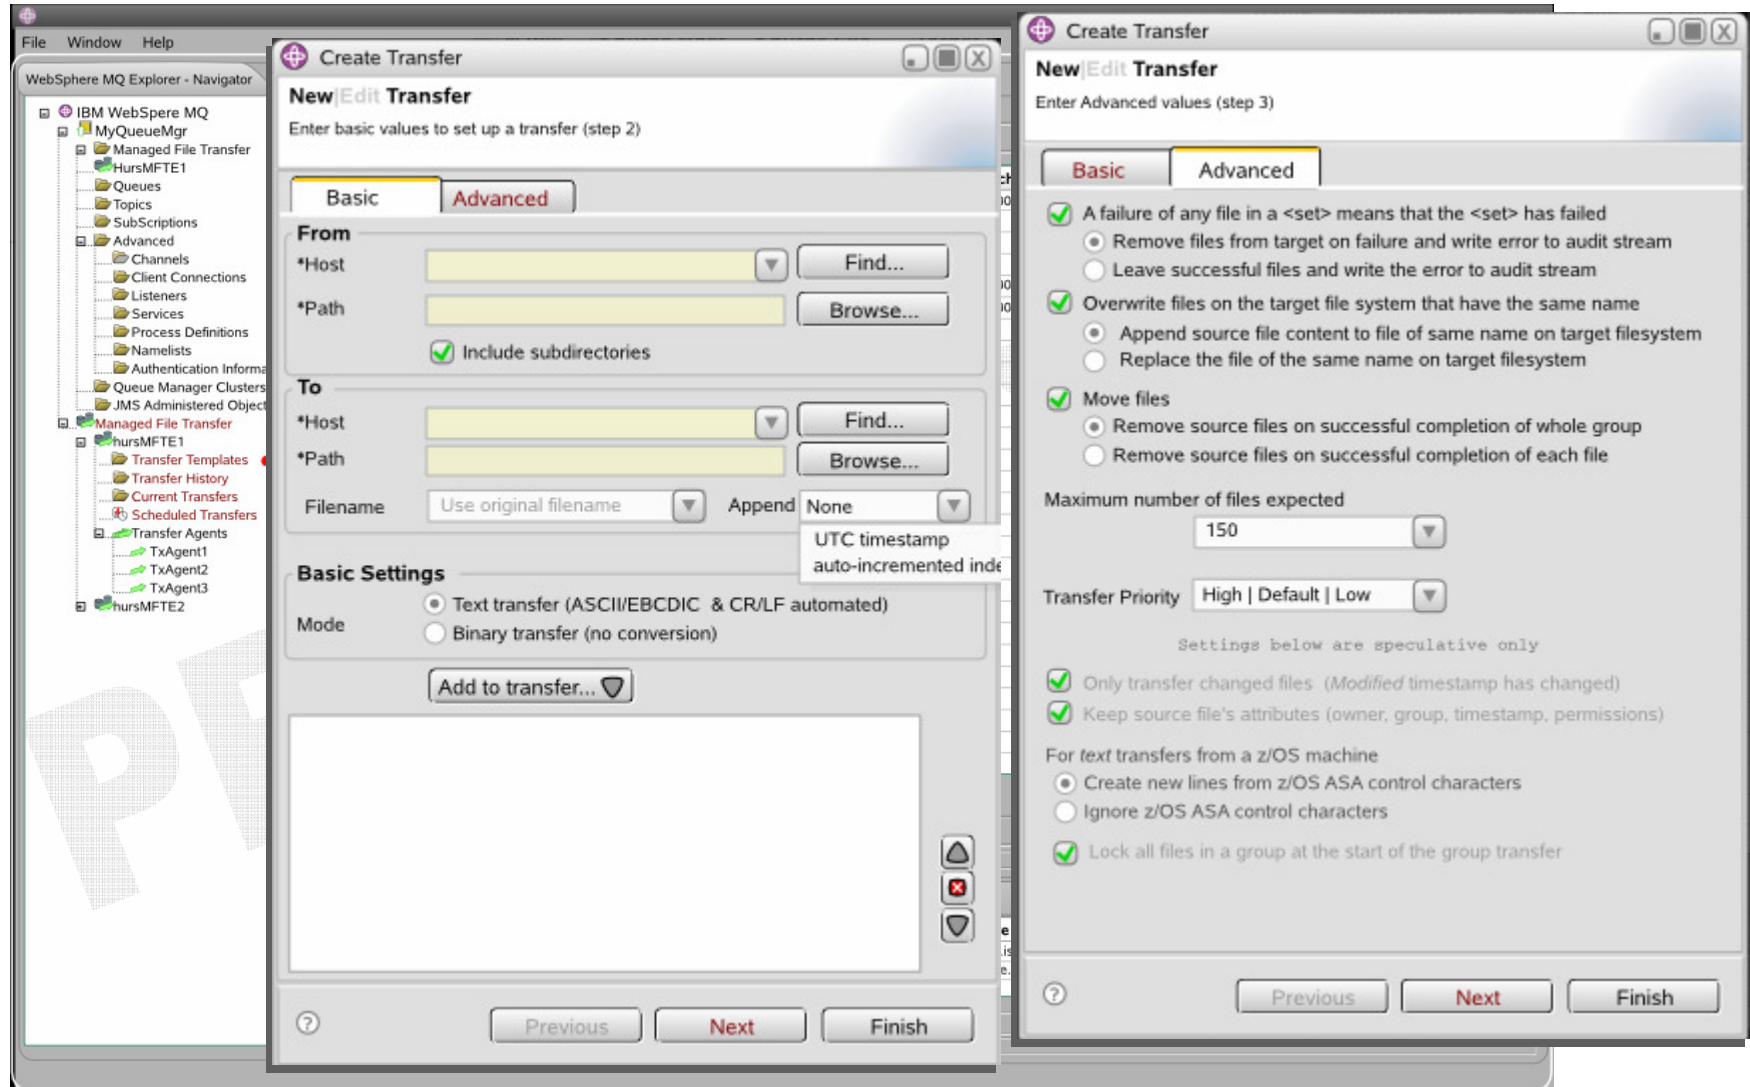 File Window Help
WebSphere MQ Explorer - Navigator
IBM WebSpere MQ
MyQueueMgr
Managed File Transfer
HursMFTE1
Queues
Topics
SubScriptions
Advanced
Channels
Client Connections
Listeners
Services
Process Definitions
Namelists
Authentication Informa
Queue Manager Clusters
JMS Administered Object
Managed File Transfer
hursMFTE1
Transfer Templates
Transfer History
Current Transfers
Scheduled Transfers
Transfer Agents
TxAgent1
TxAgent2
TxAgent3
hursMFTE2
Create Transfer
New|Edit Transfer
Enter basic values to set up a transfer (step 2)
Basic Advanced
From
*Host Find...
*Path Browse...
Include subdirectories
To
*Host Find...
*Path Browse...
Filename Use original filename Append None
UTC timestamp
auto-incremented inde
Basic Settings
Mode
Text transfer (ASCII/EBCDIC & CR/LF automated)
Binary transfer (no conversion)
Add to transfer...
Previous Next Finish
Create Transfer
New|Edit Transfer
Enter Advanced values (step 3)
Basic Advanced
A failure of any file in a <set> means that the <set> has failed
Remove files from target on failure and write error to audit stream
Leave successful files and write the error to audit stream
Overwrite files on the target file system that have the same name
Append source file content to file of same name on target filesystem
Replace the file of the same name on target filesystem
Move files
Remove source files on successful completion of whole group
Remove source files on successful completion of each file
Maximum number of files expected
150
Transfer Priority High | Default | Low
Settings below are speculative only
Only transfer changed files (Modified timestamp has changed)
Keep source file's attributes (owner, group, timestamp, permissions)
For text transfers from a z/OS machine
Create new lines from z/OS ASA control characters
Ignore z/OS ASA control characters
Lock all files in a group at the start of the group transfer
Previous Next Finish